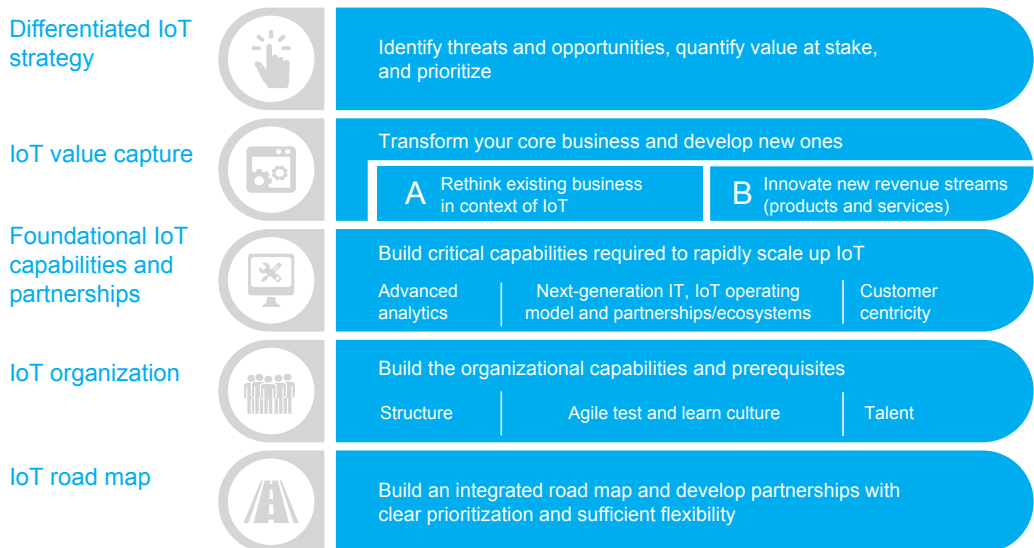 Differentiated IoT
strategy
Identify threats and opportunities, quantify value at stake,
and prioritize
IoT value capture
Transform your core business and develop new ones
A
Rethink existing business
in context of IoT
B
Innovate new revenue streams
(products and services)
Foundational IoT
capabilities and
partnerships
Build critical capabilities required to rapidly scale up IoT
Advanced
analytics
Next-generation IT, IoT operating
model and partnerships/ecosystems
Customer
centricity
IoT organization
Build the organizational capabilities and prerequisites
Structure
Agile test and learn culture
Talent
IoT road map
Build an integrated road map and develop partnerships with
clear prioritization and sufficient flexibility